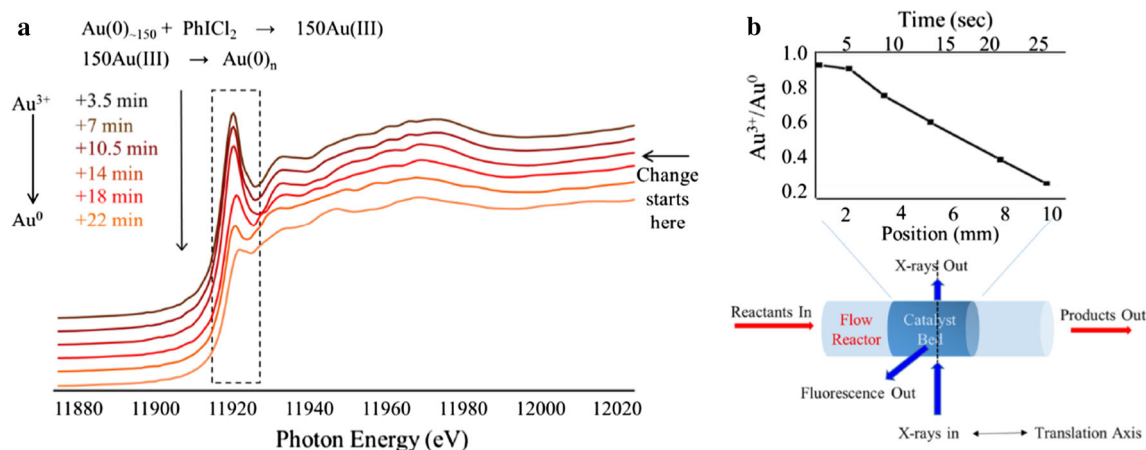 a
Au(0)~150 + PhICl2 → 150Au(III)
150Au(III) → Au(0)n
Au3+
Au0
+3.5 min
+7 min
+10.5 min
+14 min
+18 min
+22 min
Change
starts
here
11880 11900 11920 11940 11960 11980 12000 12020
Photon Energy (eV)
b
Time (sec)
5 10 15 20 25
Au3+/Au0
1.0
0.8
0.6
0.4
0.2
2 4 6 8 10
Position (mm)
X-rays Out
Reactants In
Flow
Reactor
Catalyst
Bed
Products Out
Fluorescence Out
X-rays in
Translation Axis